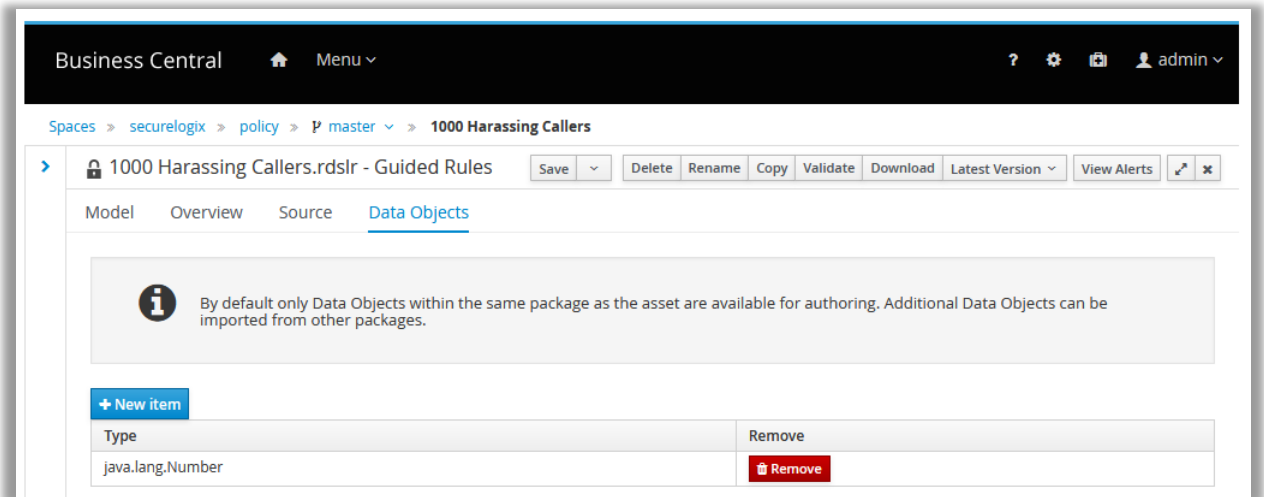 Business Central Menu ? admin
Spaces » securelogix » policy » master » 1000 Harassing Callers
1000 Harassing Callers.rdslr - Guided Rules Save Delete Rename Copy Validate Download Latest Version View Alerts
Model Overview Source Data Objects
By default only Data Objects within the same package as the asset are available for authoring. Additional Data Objects can be
imported from other packages.
+ New item
Type Remove
java.lang.Number Remove